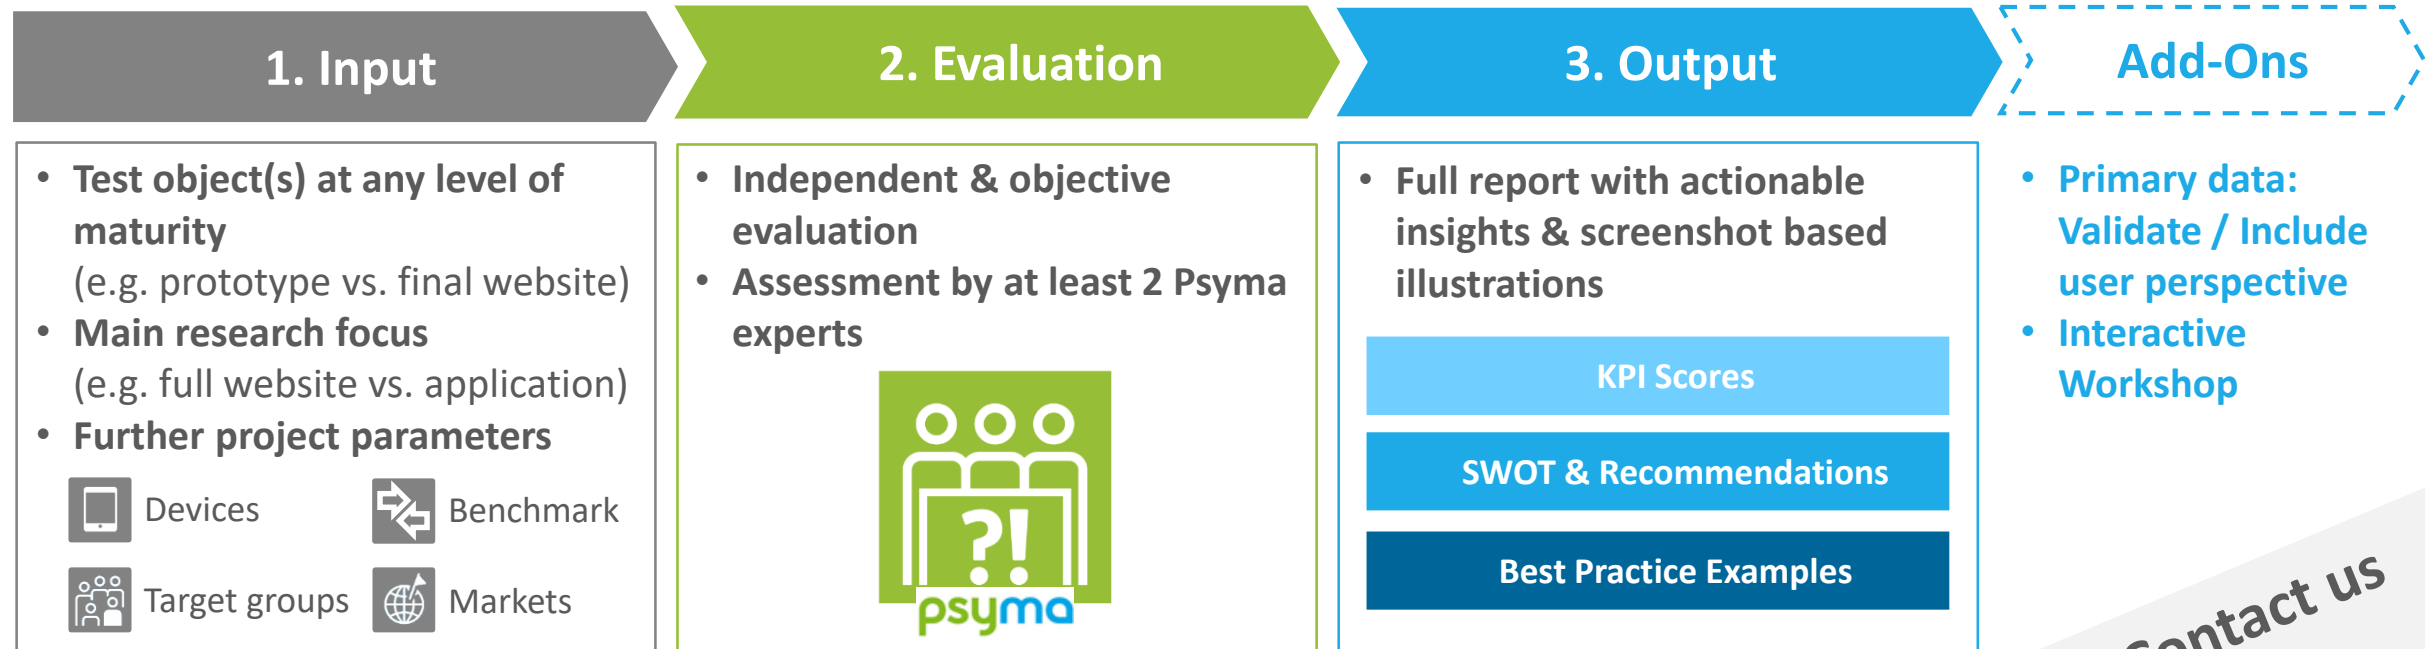 1. Input
• Test object(s) at any level of
maturity
(e.g. prototype vs. final website)
• Main research focus
(e.g. full website vs. application)
• Further project parameters
Devices
Benchmark
Target groups
Markets
2. Evaluation
• Independent & objective
evaluation
• Assessment by at least 2 Psyma
experts
?!
psyma
3. Output
• Full report with actionable
insights & screenshot based
illustrations
KPI Scores
SWOT & Recommendations
Best Practice Examples
Add-Ons
• Primary data:
Validate / Include
user perspective
• Interactive
Workshop
Contact us